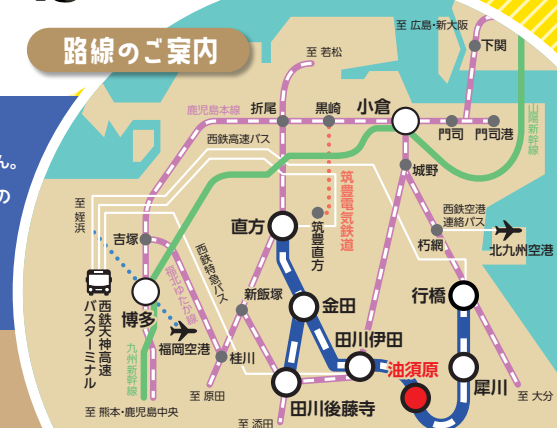 路線のご案内
ん。
の
至 広島・新大阪
至 若松
下関
鹿児島本線
折尾
黒崎
小倉
門司
門司港
山陽新幹線
西鉄高速バス
城野
筑豊電気鉄道
至 姪浜
西鉄空港
連絡バス
吉塚
直方
筑豊直方
朽網
北九州空港
西鉄特急バス
福北ゆたか線
新飯塚
金田
行橋
博多
西鉄天神高速
バスターミナル
福岡空港
田川伊田
油須原
九州新幹線
桂川
犀川
至 原田
田川後藤寺
至 大分
至 熊本・鹿児島中央
至 添田